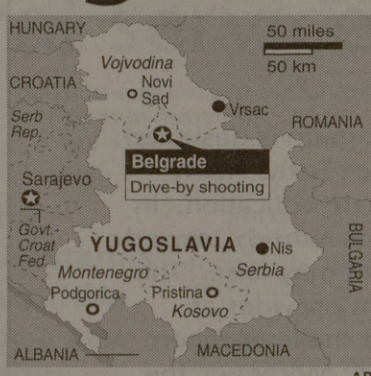 HUNGARY
50 miles
50 km
Vojvodina
CROATIA
Novi
Sad
Vrsac
Serb
Rep.
ROMANIA
Belgrade
Drive-by shooting
Sarajevo
Govt.-
Croat
Fed.
YUGOSLAVIA
Nis
BULGARIA
Montenegro
Serbia
Podgorica
Pristina
Kosovo
ALBANIA
MACEDONIA
AP